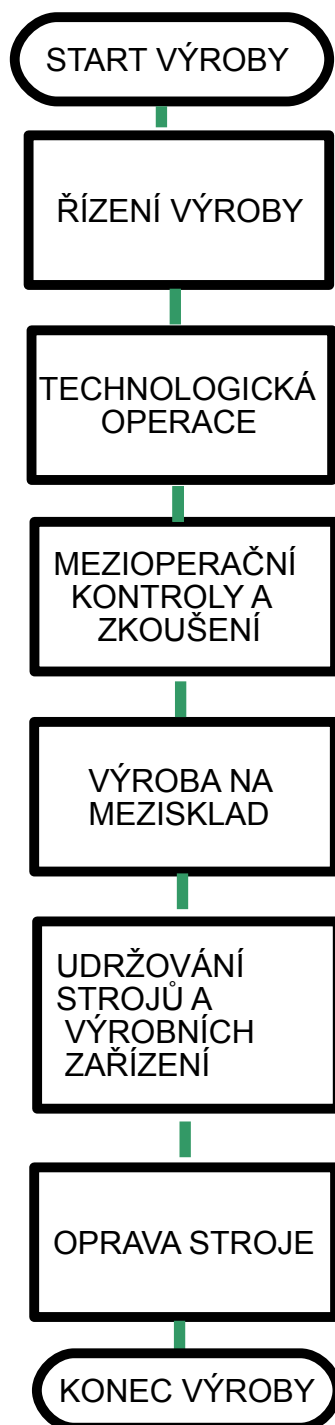 START VÝROBY
ŘÍZENÍ VÝROBY
TECHNOLOGICKÁ
OPERACE
MEZIOPERAČNÍ
KONTROLY A
ZKOUŠENÍ
VÝROBA NA
MEZISKLAD
UDRŽOVÁNÍ
STROJŮ A
VÝROBNÍCH
ZAŘÍZENÍ
OPRAVA STROJE
KONEC VÝROBY